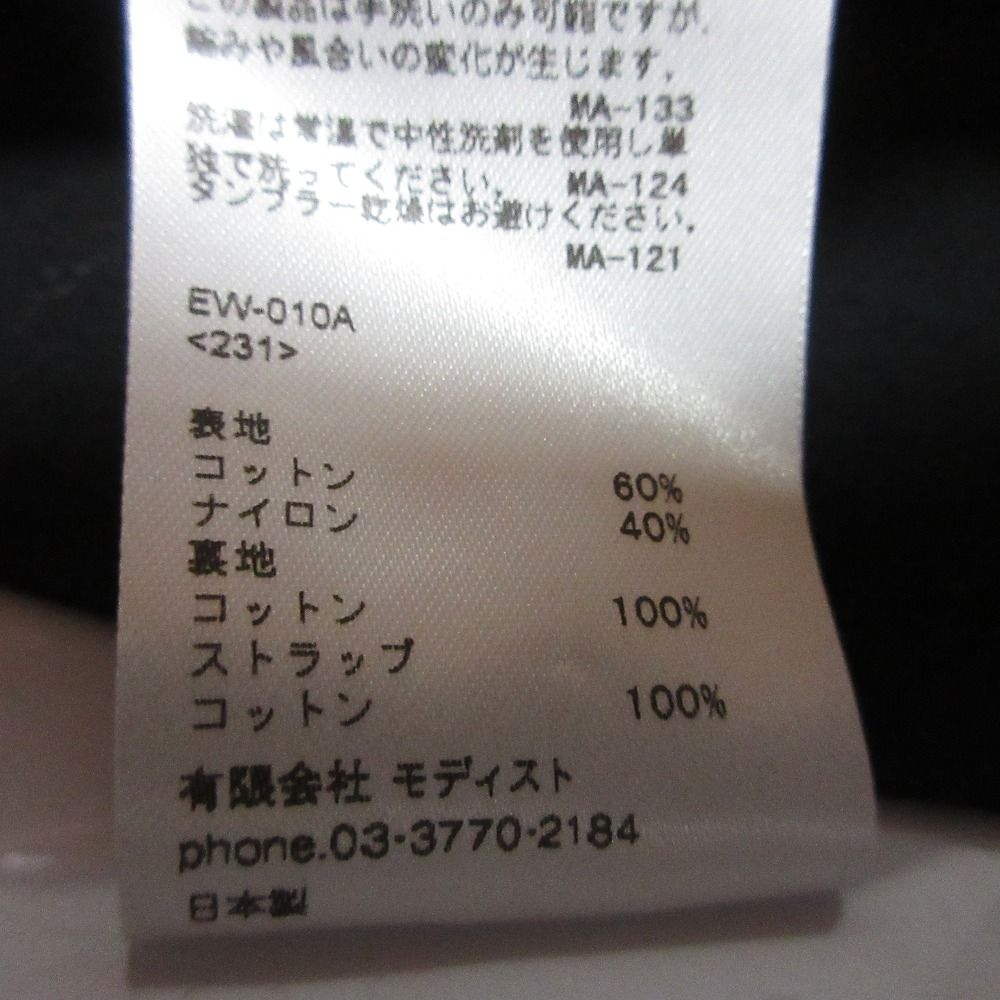 この製品は手洗いのみ可能ですが、
縮みや風合いの変化が生じます。
MA-133
洗濯は常温で中性洗剤を使用し単
独で洗ってください。 MA-124
タンブラー乾燥はお避けください。
MA-121
EW-010A
<231>
表地
コットン 60%
ナイロン 40%
裏地
コットン 100%
ストラップ
コットン 100%
有限会社 モディスト
phone.03-3770-2184
日本製